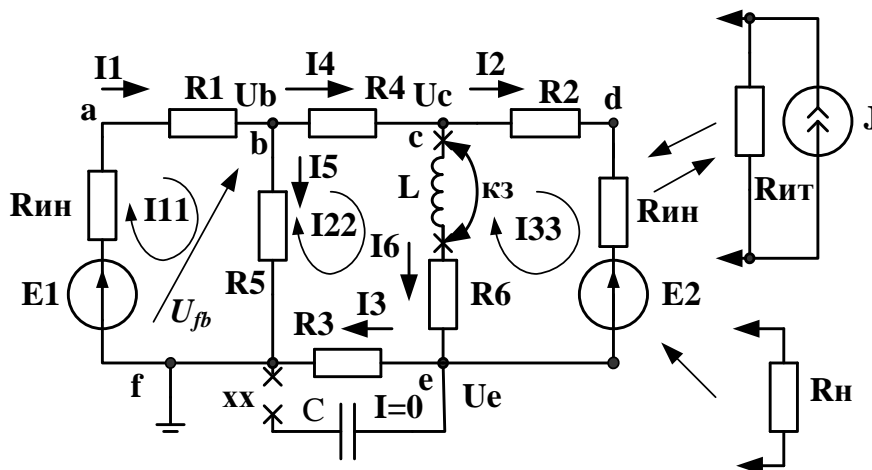 I1
I4
I2
R1
Ub
R4
Uc
R2
d
a
b
c
J
I5
L
кз
Rин
I11
I22
I33
Rин
Rит
I6
E1
U_fb
R5
R6
E2
R3
I3
f
e
xx
C
I=0
Ue
Rн